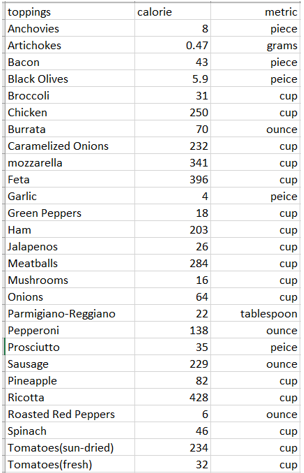 toppings calorie metric
Anchovies 8 piece
Artichokes 0.47 grams
Bacon 43 piece
Black Olives 5.9 peice
Broccoli 31 cup
Chicken 250 cup
Burrata 70 ounce
Caramelized Onions 232 cup
mozzarella 341 cup
Feta 396 cup
Garlic 4 peice
Green Peppers 18 cup
Ham 203 cup
Jalapenos 26 cup
Meatballs 284 cup
Mushrooms 16 cup
Onions 64 cup
Parmigiano-Reggiano 22 tablespoon
Pepperoni 138 ounce
Prosciutto 35 peice
Sausage 229 ounce
Pineapple 82 cup
Ricotta 428 cup
Roasted Red Peppers 6 ounce
Spinach 46 cup
Tomatoes(sun-dried) 234 cup
Tomatoes(fresh) 32 cup